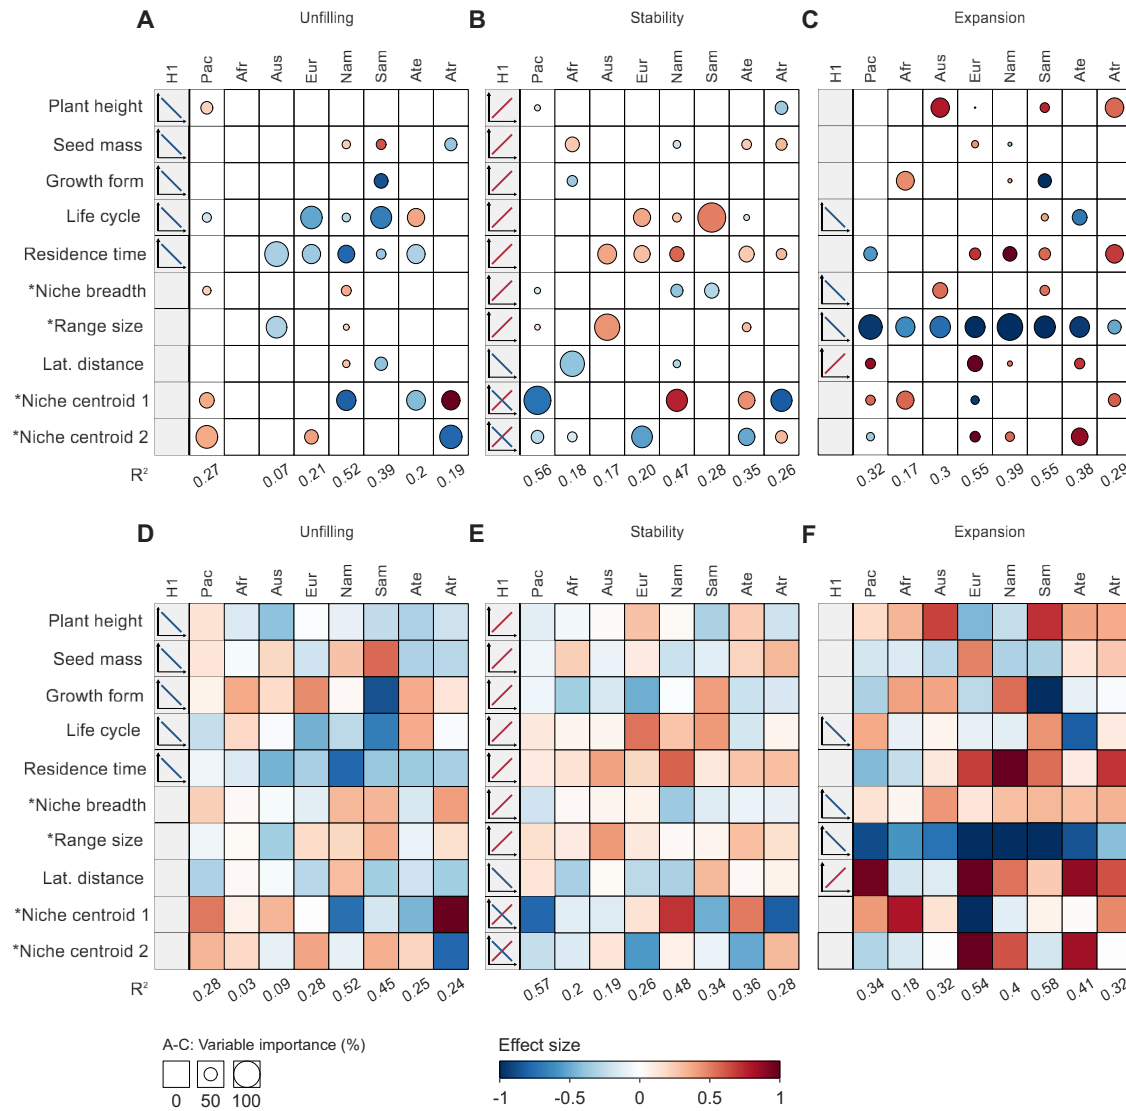 A Unfilling B Stability C Expansion
H1 Pac Afr Aus Eur Nam Sam Ate Atr H1 Pac Afr Aus Eur Nam Sam Ate Atr H1 Pac Afr Aus Eur Nam Sam Ate Atr
Plant height
Seed mass
Growth form
Life cycle
Residence time
*Niche breadth
*Range size
Lat. distance
*Niche centroid 1
*Niche centroid 2
R² 0.27 0.07 0.21 0.52 0.39 0.2 0.19 0.56 0.18 0.17 0.20 0.47 0.28 0.35 0.26 0.32 0.17 0.3 0.55 0.39 0.55 0.38 0.29
D Unfilling E Stability F Expansion
H1 Pac Afr Aus Eur Nam Sam Ate Atr H1 Pac Afr Aus Eur Nam Sam Ate Atr H1 Pac Afr Aus Eur Nam Sam Ate Atr
Plant height
Seed mass
Growth form
Life cycle
Residence time
*Niche breadth
*Range size
Lat. distance
*Niche centroid 1
*Niche centroid 2
R² 0.28 0.03 0.09 0.28 0.52 0.45 0.25 0.24 0.57 0.2 0.19 0.26 0.48 0.34 0.36 0.28 0.34 0.18 0.32 0.54 0.4 0.58 0.41 0.32
A-C: Variable importance (%)
0 50 100
Effect size
-1 -0.5 0 0.5 1